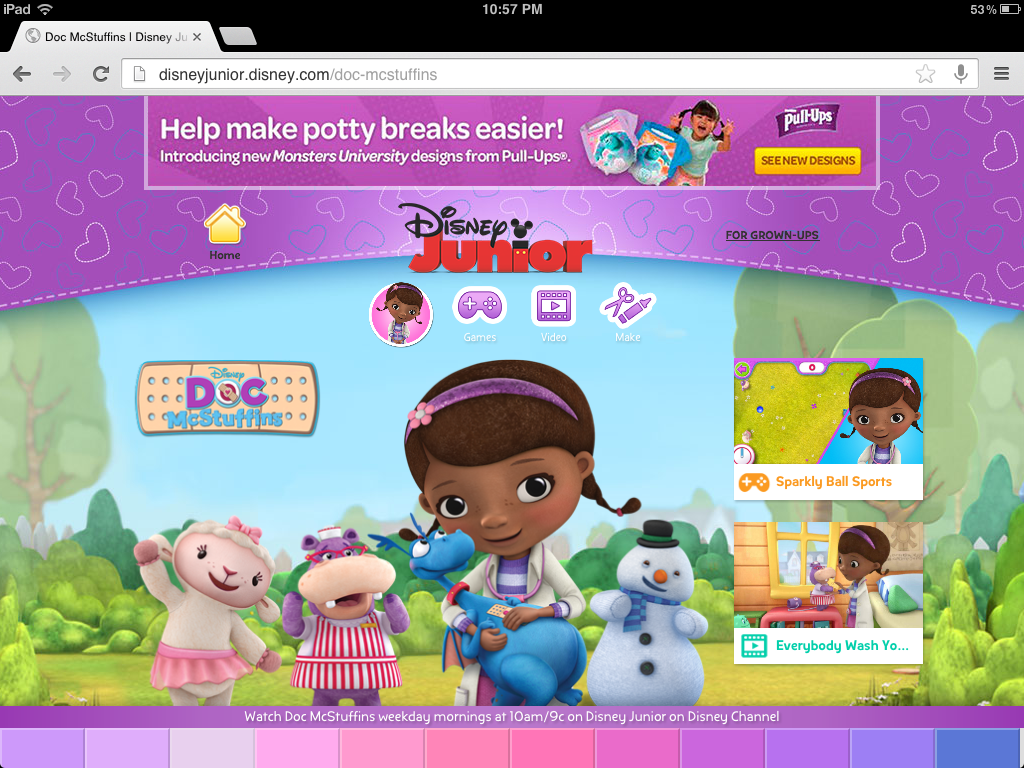 iPad 10:57 PM 53%
Doc McStuffins | Disney Ju
disneyjunior.disney.com/doc-mcstuffins
Help make potty breaks easier!
Introducing new Monsters University designs from Pull-Ups®.
Pull-Ups
SEE NEW DESIGNS
Home
Disney
Junior
FOR GROWN-UPS
Games
Video
Make
Disney
DOC
McStuffins
0
Sparkly Ball Sports
Everybody Wash Yo...
Watch Doc McStuffins weekday mornings at 10am/9c on Disney Junior on Disney Channel